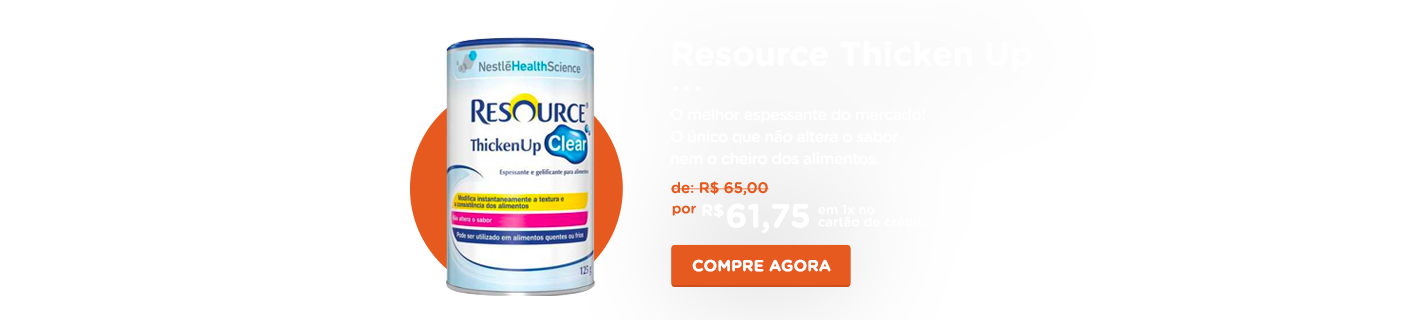 NestléHealthScience
RESOURCE®
ThickenUp Clear
Espessante e gelificante para alimentos
Modifica instantaneamente a textura e
a consistência dos alimentos
Não altera o sabor
Pode ser utilizado em alimentos quentes ou frios
125 g
Resource Thicken Up
...
O melhor espessante do mercado!
O único que não altera o sabor
nem o cheiro dos alimentos.
de: R$ 65,00
por R$ 61,75 em 1x no
cartão de
COMPRE AGORA